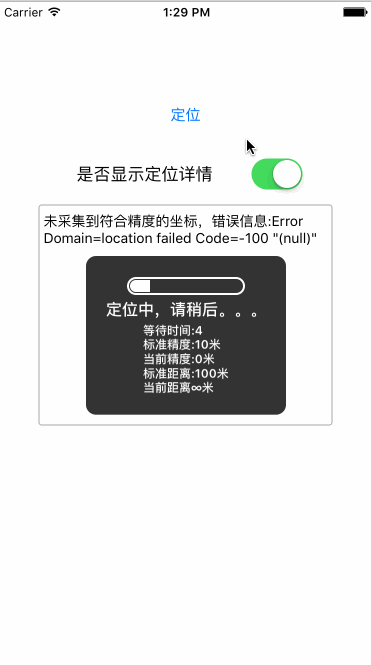 Carrier 1:29 PM
定位
是否显示定位详情
未采集到符合精度的坐标，错误信息:Error
Domain=location failed Code=-100 "(null)"
定位中，请稍后。。。
等待时间:4
标准精度:10米
当前精度:0米
标准距离:100米
当前距离∞米